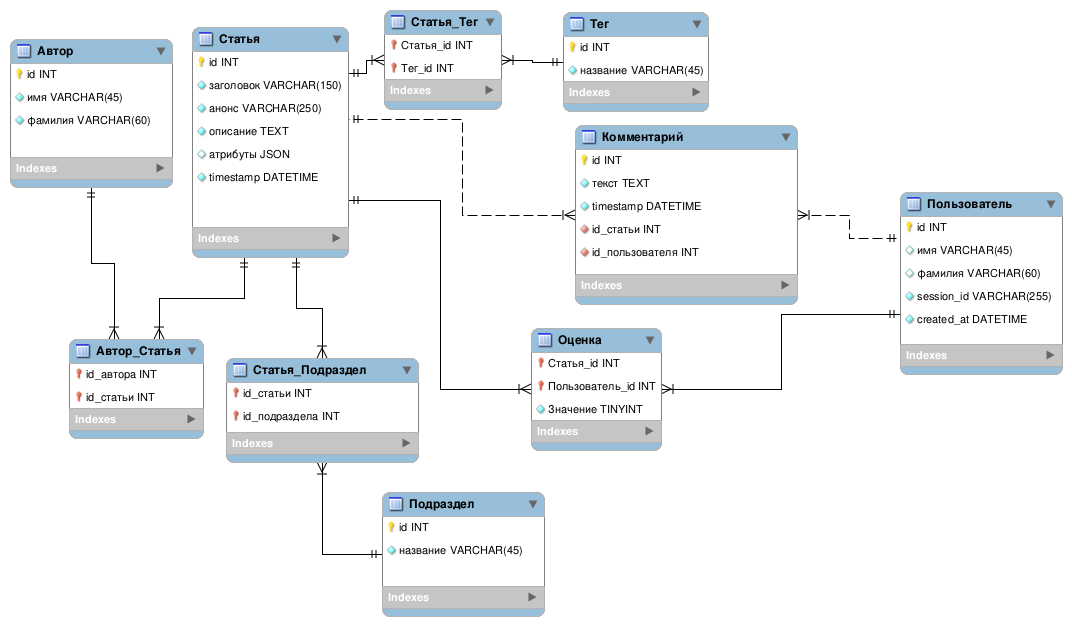 Автор
id INT
имя VARCHAR(45)
фамилия VARCHAR(60)
Indexes
Статья
id INT
заголовок VARCHAR(150)
анонс VARCHAR(250)
описание TEXT
атрибуты JSON
timestamp DATETIME
Indexes
Статья_Тег
Статья_id INT
Тег_id INT
Indexes
Тег
id INT
название VARCHAR(45)
Indexes
Комментарий
id INT
текст TEXT
timestamp DATETIME
id_статьи INT
id_пользователя INT
Indexes
Пользователь
id INT
имя VARCHAR(45)
фамилия VARCHAR(60)
session_id VARCHAR(255)
created_at DATETIME
Indexes
Автор_Статья
id_автора INT
id_статьи INT
Indexes
Статья_Подраздел
id_статьи INT
id_подраздела INT
Indexes
Оценка
Статья_id INT
Пользователь_id INT
Значение TINYINT
Indexes
Подраздел
id INT
название VARCHAR(45)
Indexes